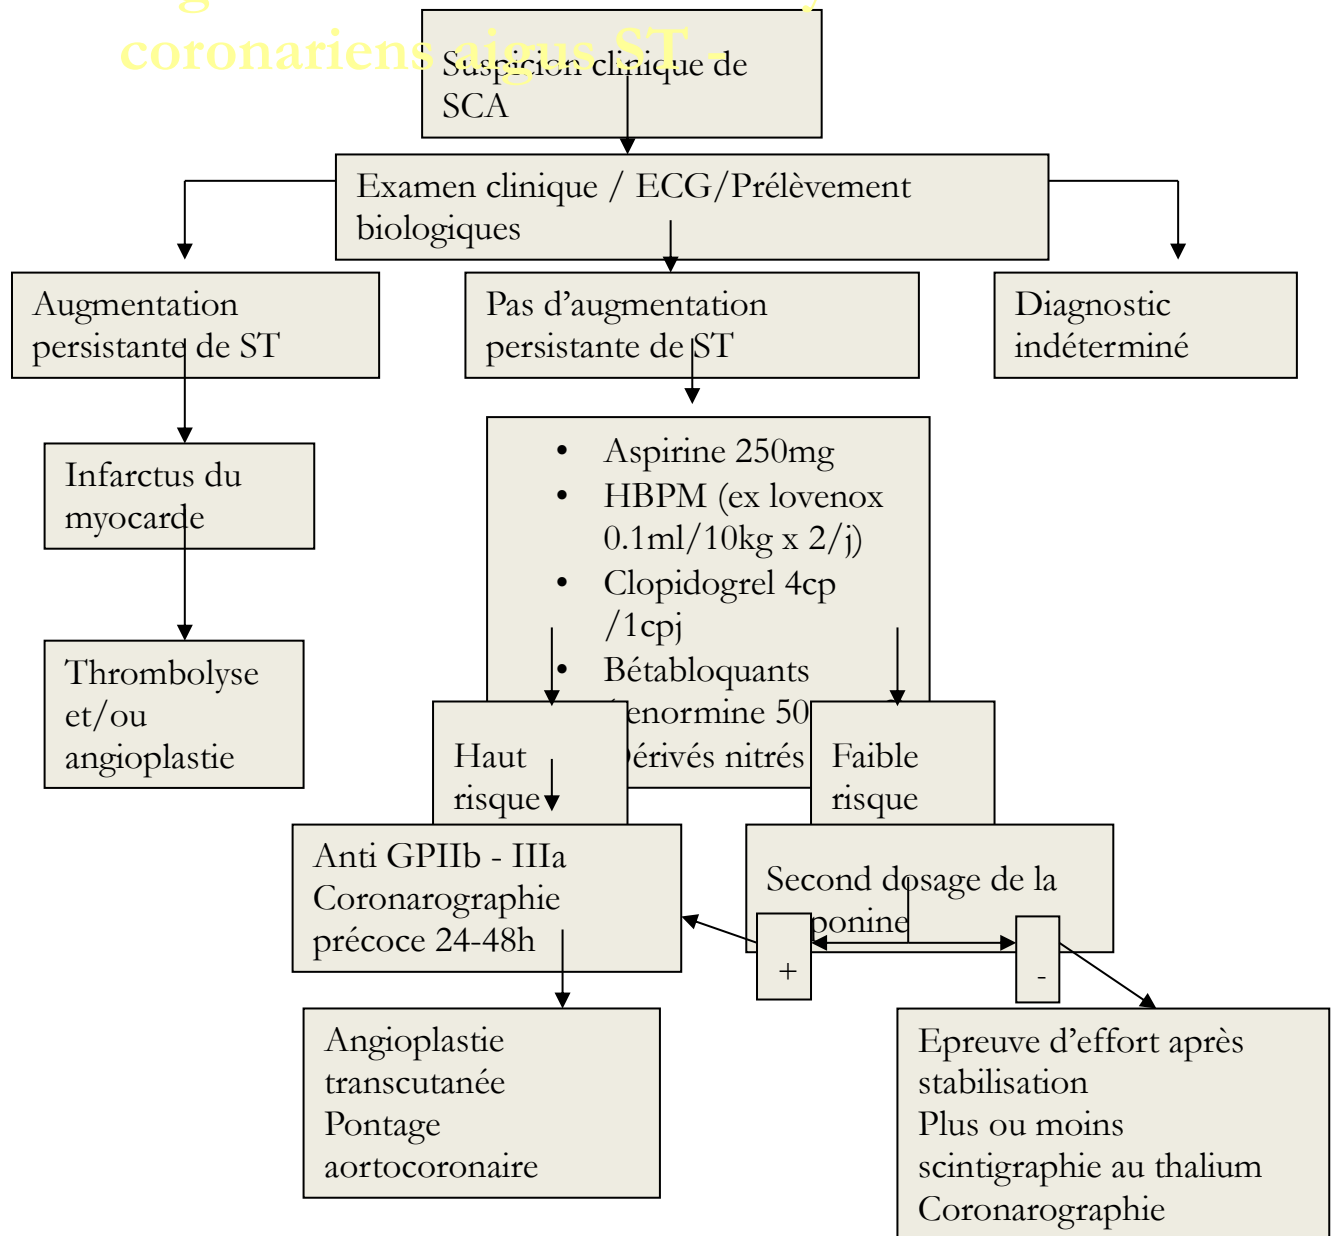 coronariens aigus ST -
Suspicion clinique de
SCA
Examen clinique / ECG/Prélèvement
biologiques
Augmentation
persistante de ST
Pas d’augmentation
persistante de ST
Diagnostic
indéterminé
Infarctus du
myocarde
Thrombolyse
et/ou
angioplastie
• Aspirine 250mg
• HBPM (ex lovenox
0.1ml/10kg x 2/j)
• Clopidogrel 4cp
/1cpj
• Bétabloquants
50
nitrés
Haut
risque
Faible
risque
Anti GPIIb - IIIa
Coronarographie
précoce 24-48h
Second dosage de la
+
-
Angioplastie
transcutanée
Pontage
aortocoronaire
Epreuve d’effort après
stabilisation
Plus ou moins
scintigraphie au thalium
Coronarographie